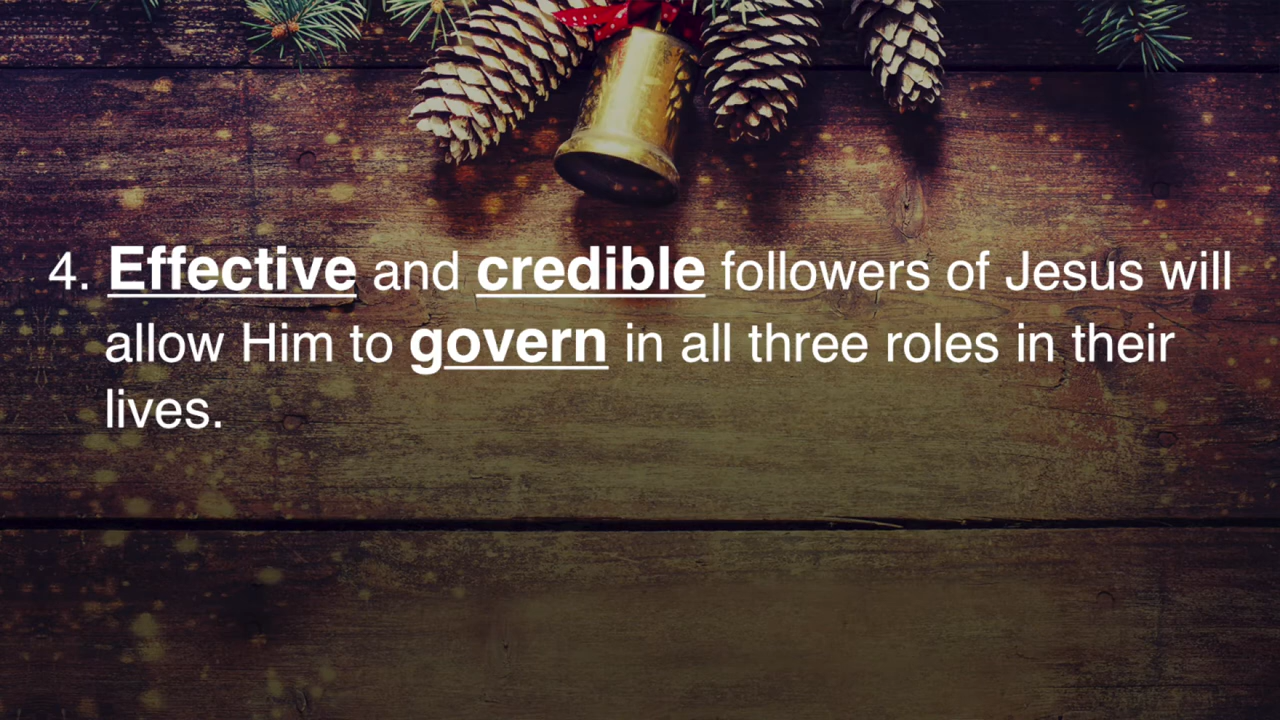 4. Effective and credible followers of Jesus will
allow Him to govern in all three roles in their
lives.